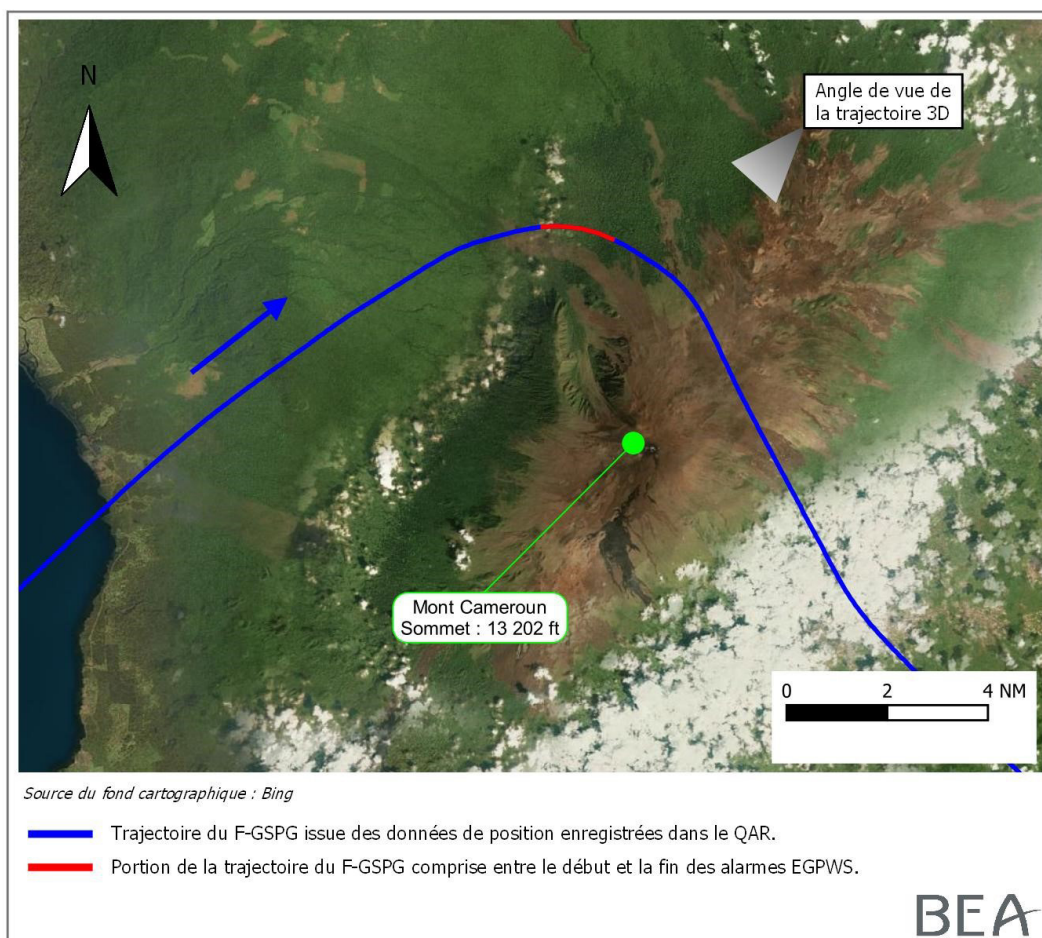 N
Angle de vue de
la trajectoire 3D
Mont Cameroun
Sommet : 13 202 ft
0 2 4 NM
Source du fond cartographique : Bing
Trajectoire du F-GSPG issue des données de position enregistrées dans le QAR.
Portion de la trajectoire du F-GSPG comprise entre le début et la fin des alarmes EGPWS.
BEA